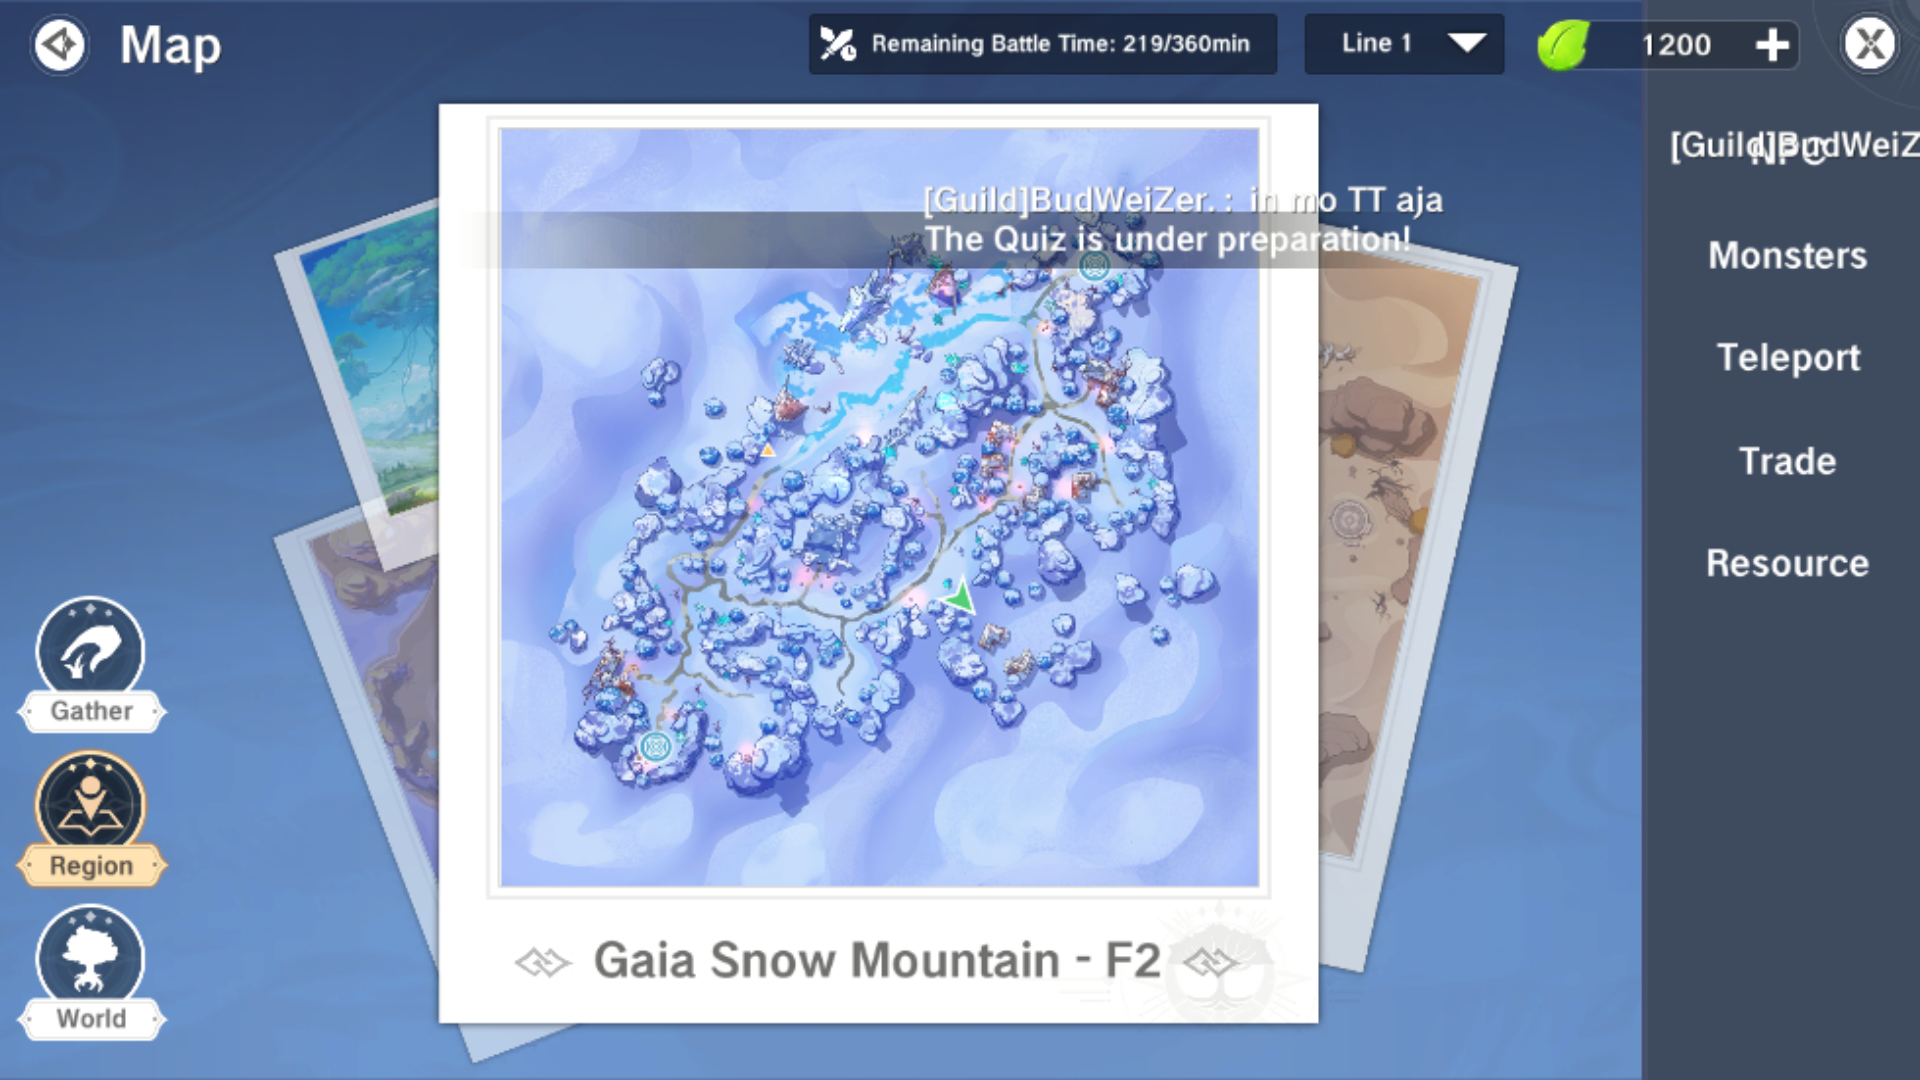 Map
Remaining Battle Time: 219/360min
Line 1
1200
[Guild]BudWeiZ
NPC
[Guild]BudWeiZer. : in mo TT aja
The Quiz is under preparation!
Monsters
Teleport
Trade
Resource
Gather
Region
World
Gaia Snow Mountain - F2